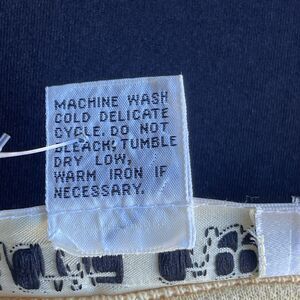 MACHINE WASH
COLD DELICATE
CYCLE. DO NOT
BLEACH, TUMBLE
DRY LOW,
WARM IRON IF
NECESSARY.